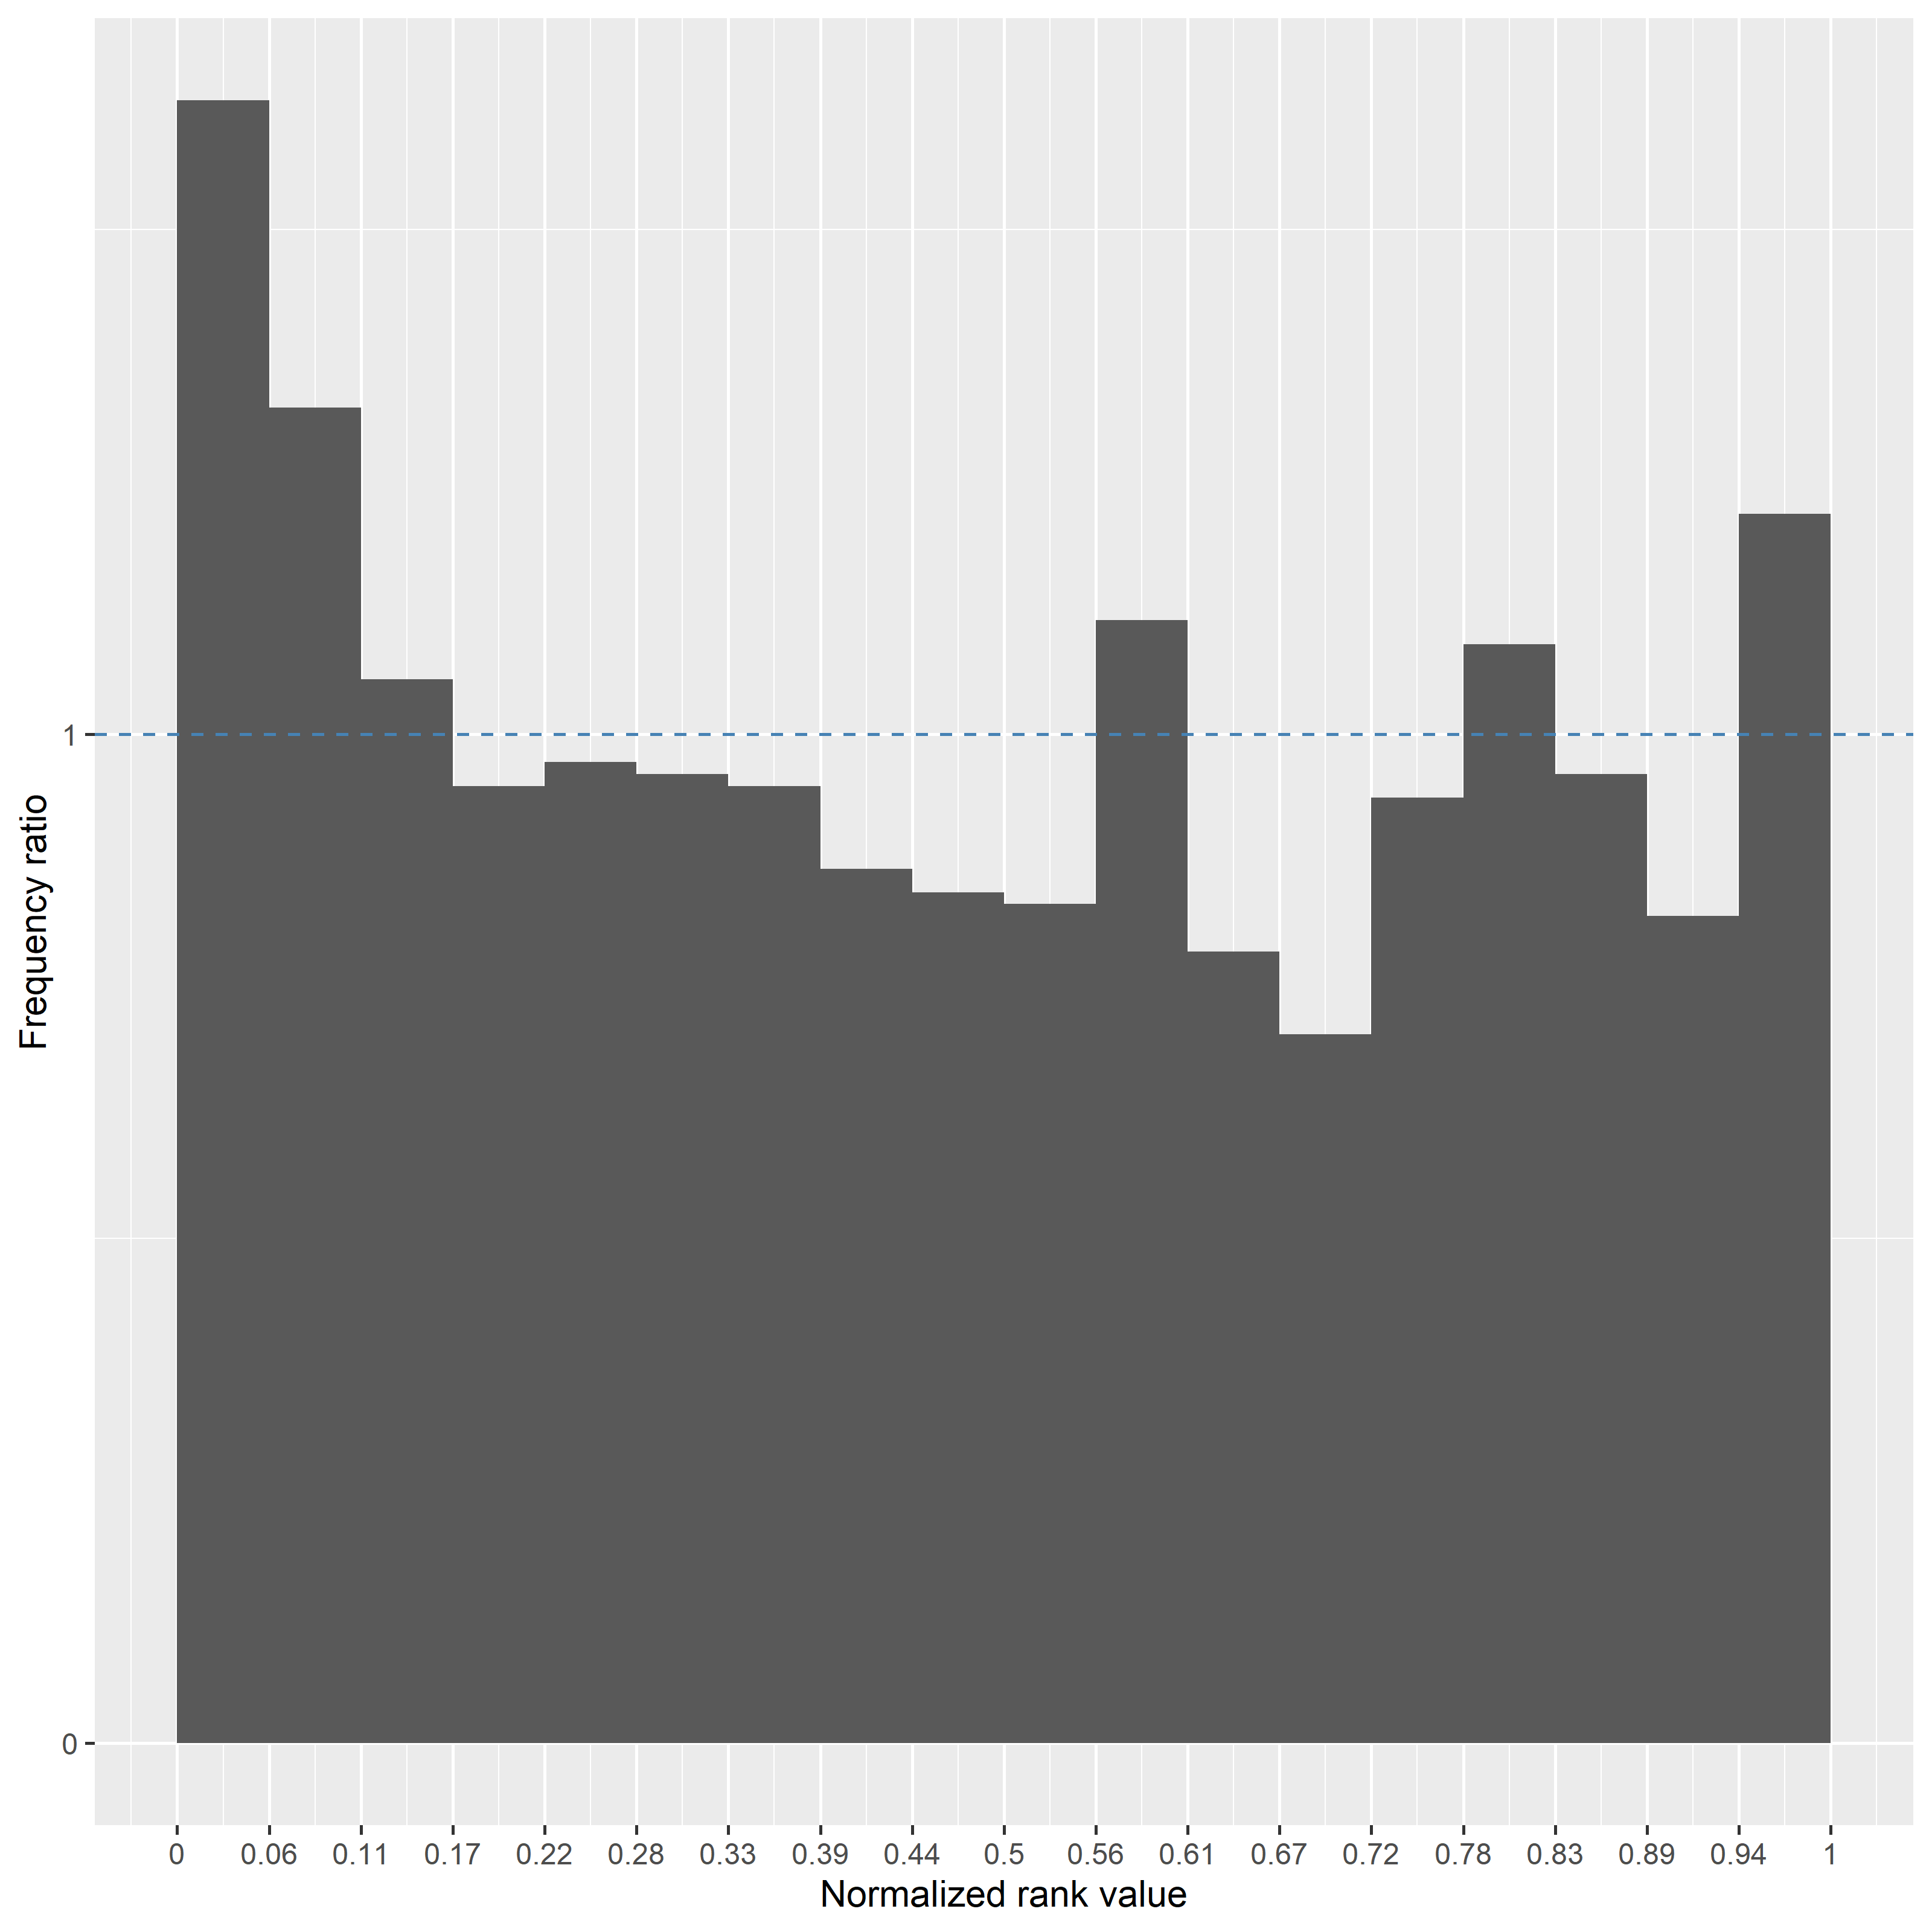 Frequency ratio
1
0
0 0.06 0.11 0.17 0.22 0.28 0.33 0.39 0.44 0.5 0.56 0.61 0.67 0.72 0.78 0.83 0.89 0.94 1
Normalized rank value